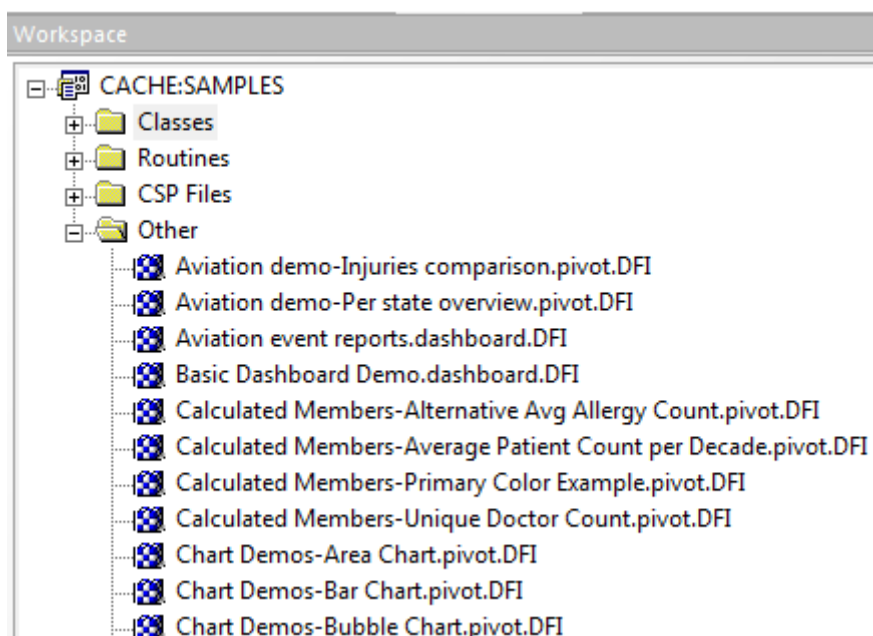 Workspace
CACHE:SAMPLES
Classes
Routines
CSP Files
Other
Aviation demo-Injuries comparison.pivot.DFI
Aviation demo-Per state overview.pivot.DFI
Aviation event reports.dashboard.DFI
Basic Dashboard Demo.dashboard.DFI
Calculated Members-Alternative Avg Allergy Count.pivot.DFI
Calculated Members-Average Patient Count per Decade.pivot.DFI
Calculated Members-Primary Color Example.pivot.DFI
Calculated Members-Unique Doctor Count.pivot.DFI
Chart Demos-Area Chart.pivot.DFI
Chart Demos-Bar Chart.pivot.DFI
Chart Demos-Bubble Chart.pivot.DFI